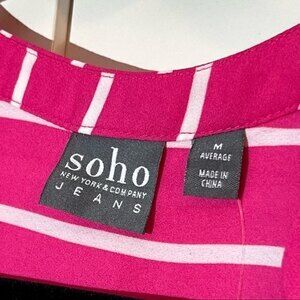 soho
NEW YORK & COMPANY
JEANS
M
AVERAGE
MADE IN
CHINA